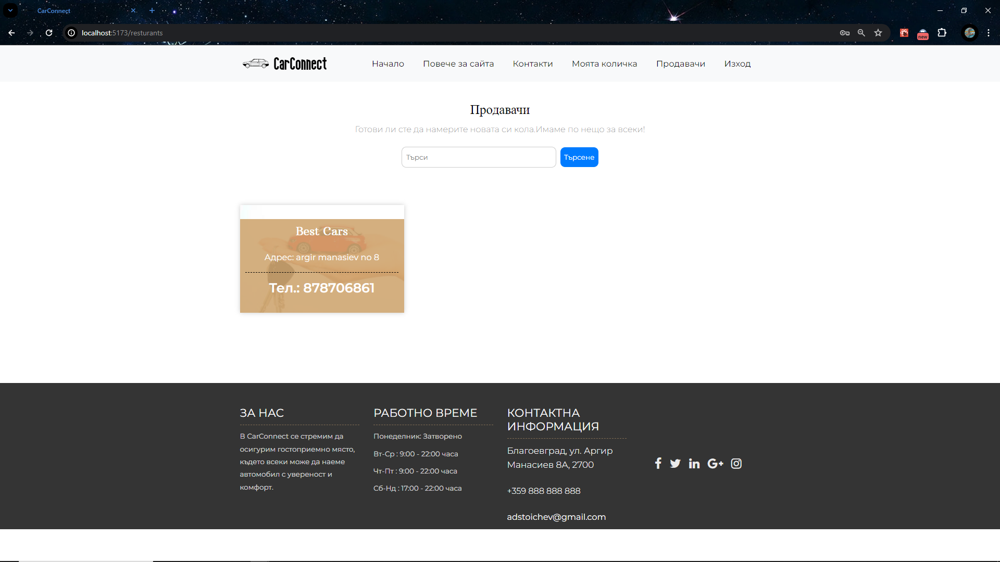 CarConnect
localhost:5173/resturants
new
CarConnect
Начало Повече за сайта Контакти Моята количка Продавачи Изход
Продавачи
Готови ли сте да намерите новата си кола.Имаме по нещо за всеки!
Търси
Търсене
Best Cars
Адрес: argir manasiev no 8
Тел.: 878706861
ЗА НАС
В CarConnect се стремим да
осигурим гостоприемно място,
където всеки може да наеме
автомобил с увереност и
комфорт.
РАБОТНО ВРЕМЕ
Понеделник: Затворено
Вт-Ср : 9:00 - 22:00 часа
Чт-Пт : 9:00 - 22:00 часа
Сб-Нд : 17:00 - 22:00 часа
КОНТАКТНА
ИНФОРМАЦИЯ
Благоевград, ул. Аргир
Манасиев 8А, 2700
+359 888 888 888
adstoichev@gmail.com